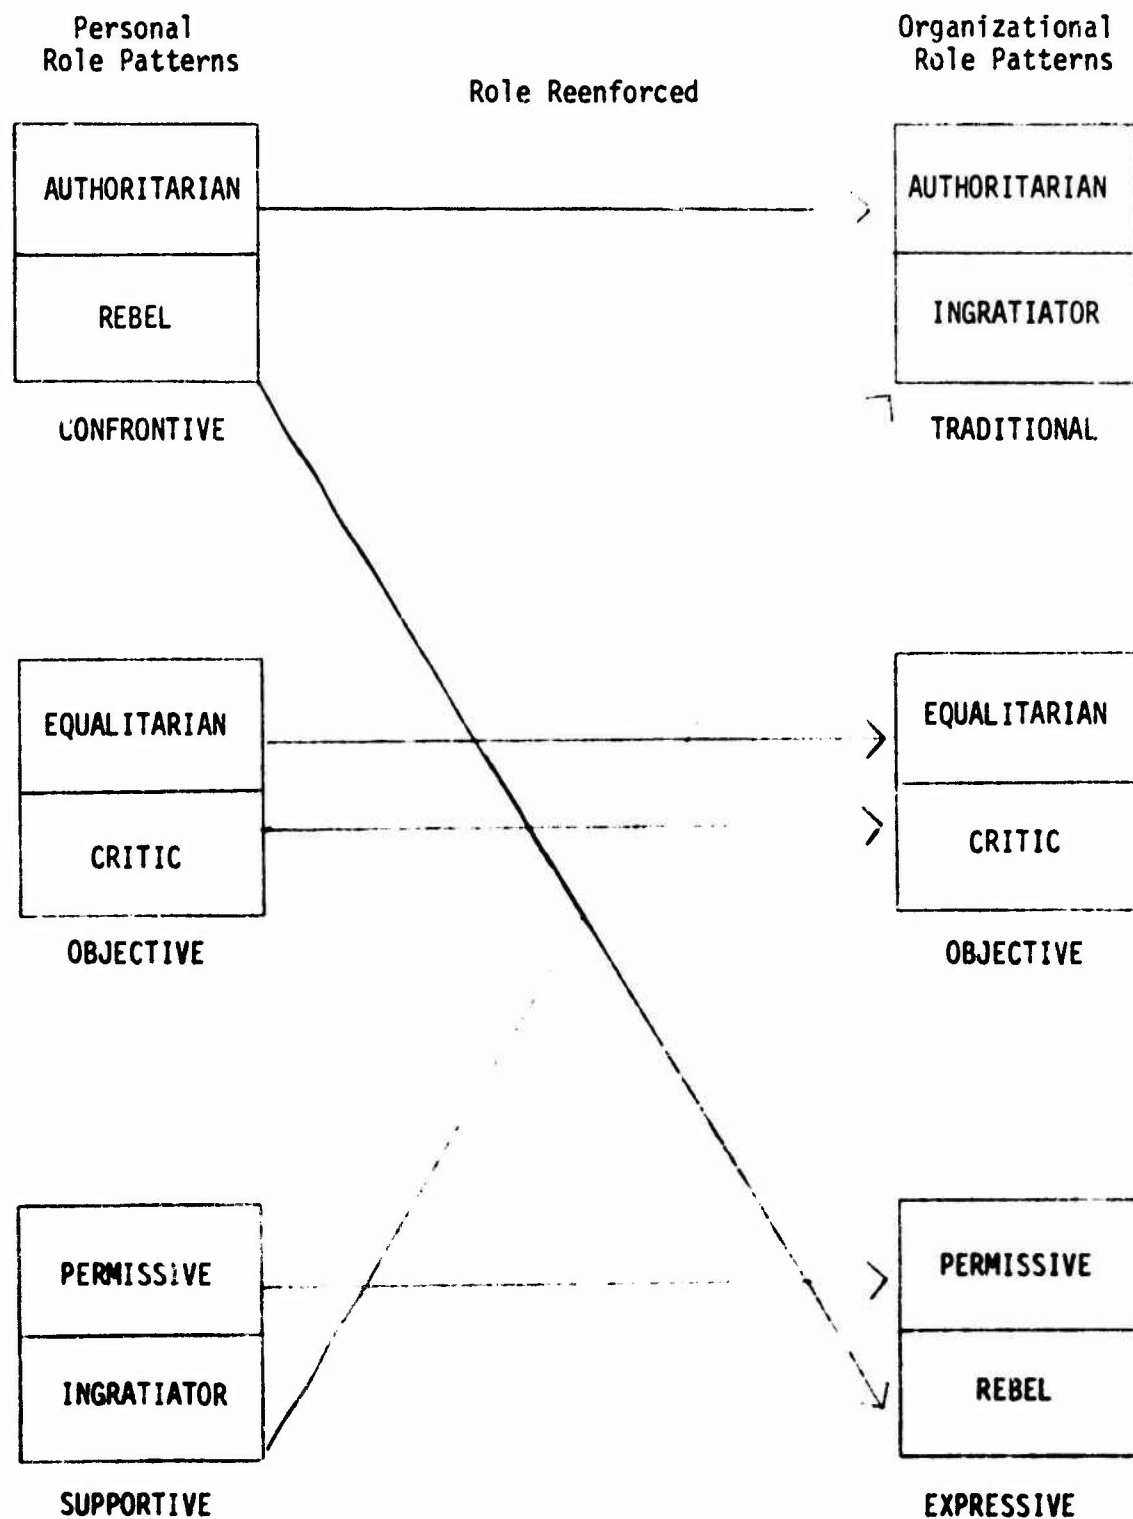 Personal
Role Patterns
Organizational
Role Patterns
Role Reenforced
AUTHORITARIAN
REBEL
CONFRONTIVE
AUTHORITARIAN
INGRATIATOR
TRADITIONAL
EQUALITARIAN
CRITIC
OBJECTIVE
EQUALITARIAN
CRITIC
OBJECTIVE
PERMISSIVE
INGRATIATOR
SUPPORTIVE
PERMISSIVE
REBEL
EXPRESSIVE